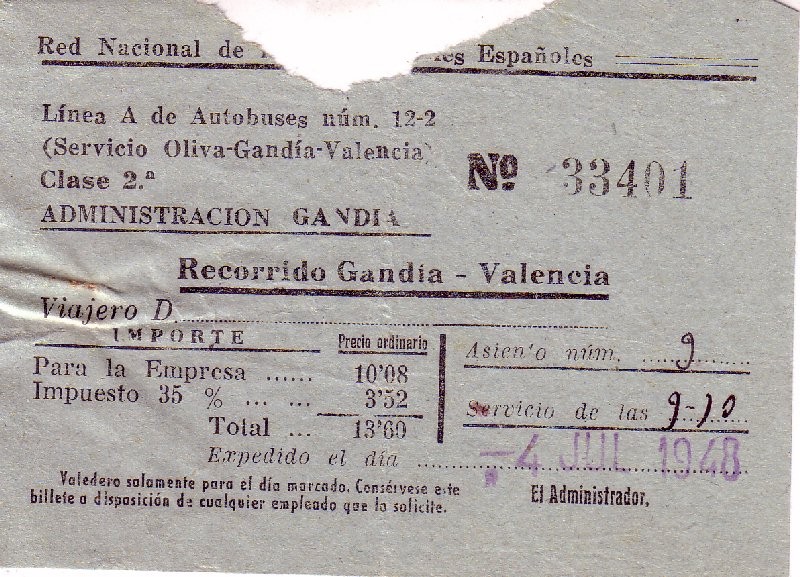 Red Nacional de les Españoles
Línea A de Autobuses núm. 12-2
(Servicio Oliva-Gandía-Valencia)
Clase 2.ª
Nº 33401
ADMINISTRACION GANDIA
Recorrido Gandía - Valencia
Viajero D.
IMPORTE Precio ordinario
Para la Empresa ...... 10'08
Impuesto 35 % ... ... 3'52
Total ... 13'60
Asiento núm. 9
Servicio de las 9-10
Expedido el día -4 JUL 1948
Valedero solamente para el día marcado. Consérvese este
billete a disposición de cualquier empleado que lo solicite.
El Administrador,